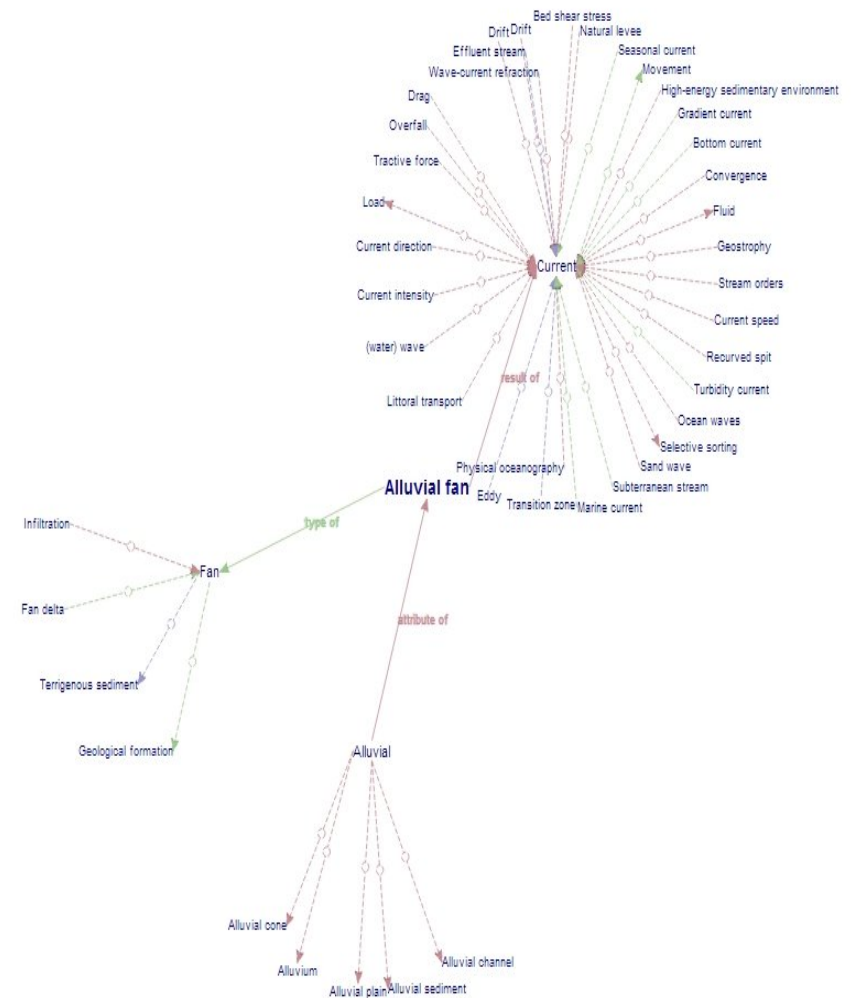 Bed shear stress
Drift
Drift
Natural levee
Effluent stream
Seasonal current
Wave-current refraction
Movement
Drag
High-energy sedimentary environment
Gradient current
Overfall
Bottom current
Tractive force
Convergence
Load
Fluid
Current direction
Geostrophy
Current
Stream orders
Current intensity
Current speed
(water) wave
Recurved spit
result of
Turbidity current
Littoral transport
Ocean waves
Selective sorting
Physical oceanography
Sand wave
Alluvial fan
Subterranean stream
Eddy
Transition zone
Marine current
type of
Infiltration
Fan
Fan delta
attribute of
Terrigenous sediment
Geological formation
Alluvial
Alluvial cone
Alluvial channel
Alluvium
Alluvial plain
Alluvial sediment